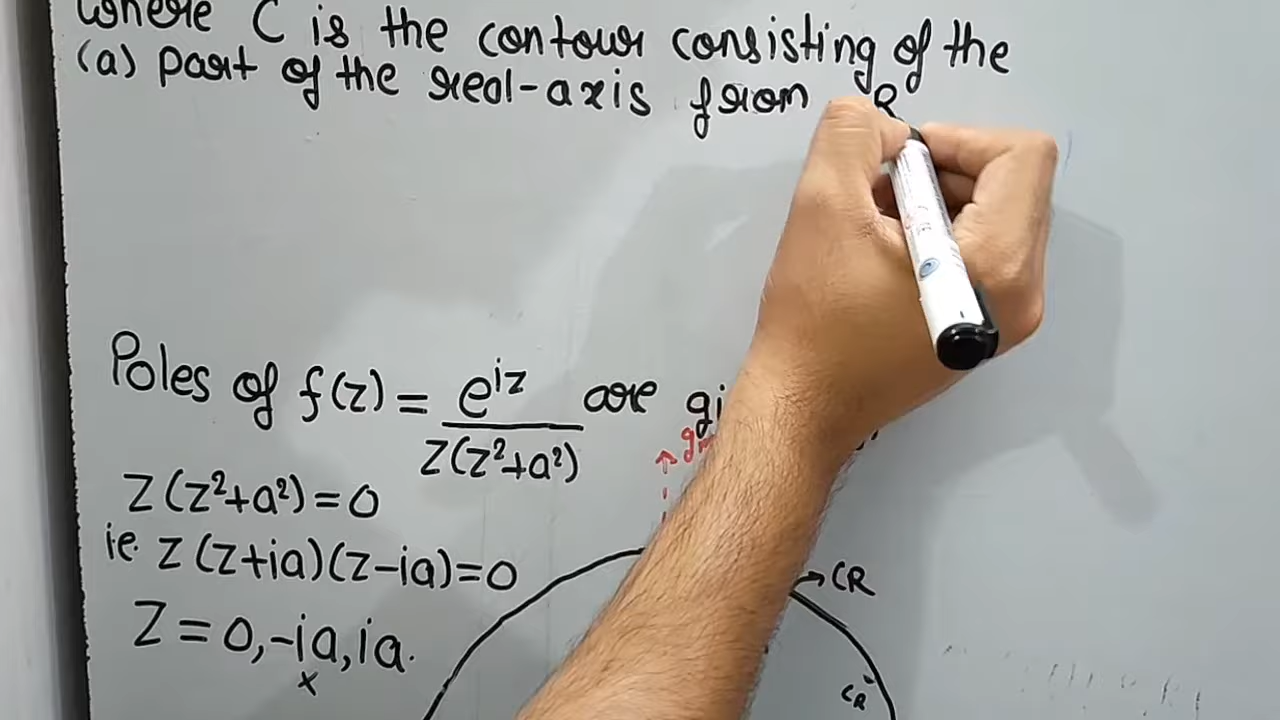 where C is the contour consisting of the
(a) part of the real-axis from R
Poles of f(z) = e^{iz} / z(z²+a²) are
z(z²+a²)=0
ie. z(z+ia)(z-ia)=0
z = 0, -ia, ia.
x
→CR
CR